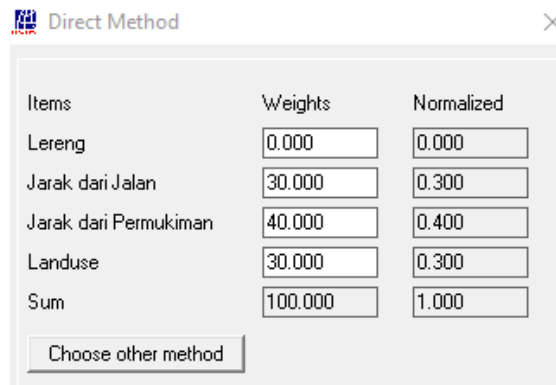 Direct Method
Items Weights Normalized
Lereng 0.000 0.000
Jarak dari Jalan 30.000 0.300
Jarak dari Permukiman 40.000 0.400
Landuse 30.000 0.300
Sum 100.000 1.000
Choose other method